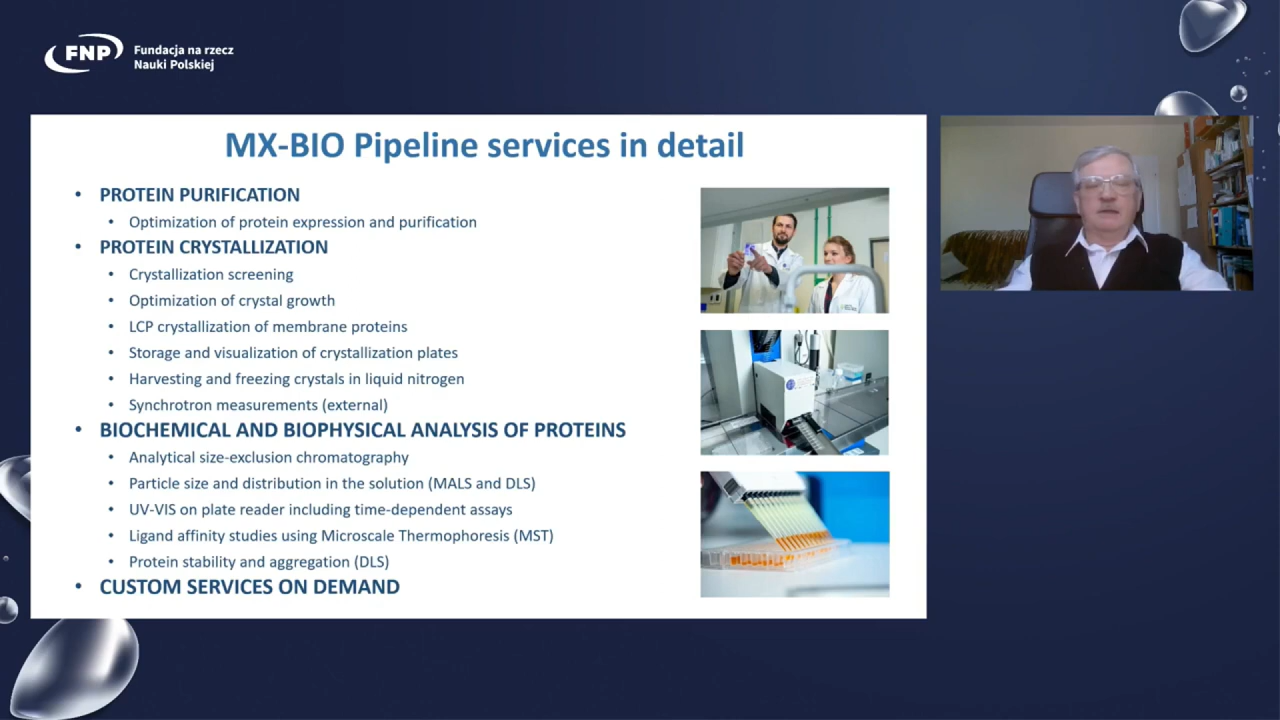 FNP
Fundacja na rzecz
Nauki Polskiej
MX-BIO Pipeline services in detail
• PROTEIN PURIFICATION
• Optimization of protein expression and purification
• PROTEIN CRYSTALLIZATION
• Crystallization screening
• Optimization of crystal growth
• LCP crystallization of membrane proteins
• Storage and visualization of crystallization plates
• Harvesting and freezing crystals in liquid nitrogen
• Synchrotron measurements (external)
• BIOCHEMICAL AND BIOPHYSICAL ANALYSIS OF PROTEINS
• Analytical size-exclusion chromatography
• Particle size and distribution in the solution (MALS and DLS)
• UV-VIS on plate reader including time-dependent assays
• Ligand affinity studies using Microscale Thermophoresis (MST)
• Protein stability and aggregation (DLS)
• CUSTOM SERVICES ON DEMAND